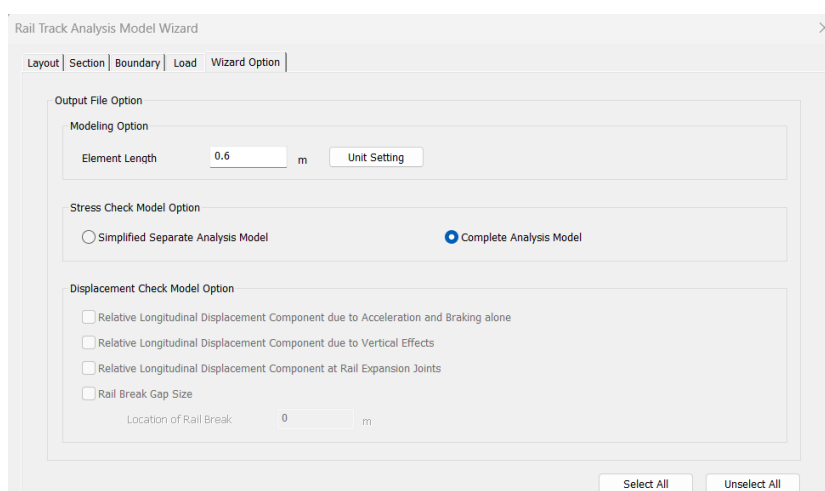 Rail Track Analysis Model Wizard
Layout Section Boundary Load Wizard Option
Output File Option
Modeling Option
Element Length 0.6 m Unit Setting
Stress Check Model Option
Simplified Separate Analysis Model Complete Analysis Model
Displacement Check Model Option
Relative Longitudinal Displacement Component due to Acceleration and Braking alone
Relative Longitudinal Displacement Component due to Vertical Effects
Relative Longitudinal Displacement Component at Rail Expansion Joints
Rail Break Gap Size
Location of Rail Break 0 m
Select All Unselect All